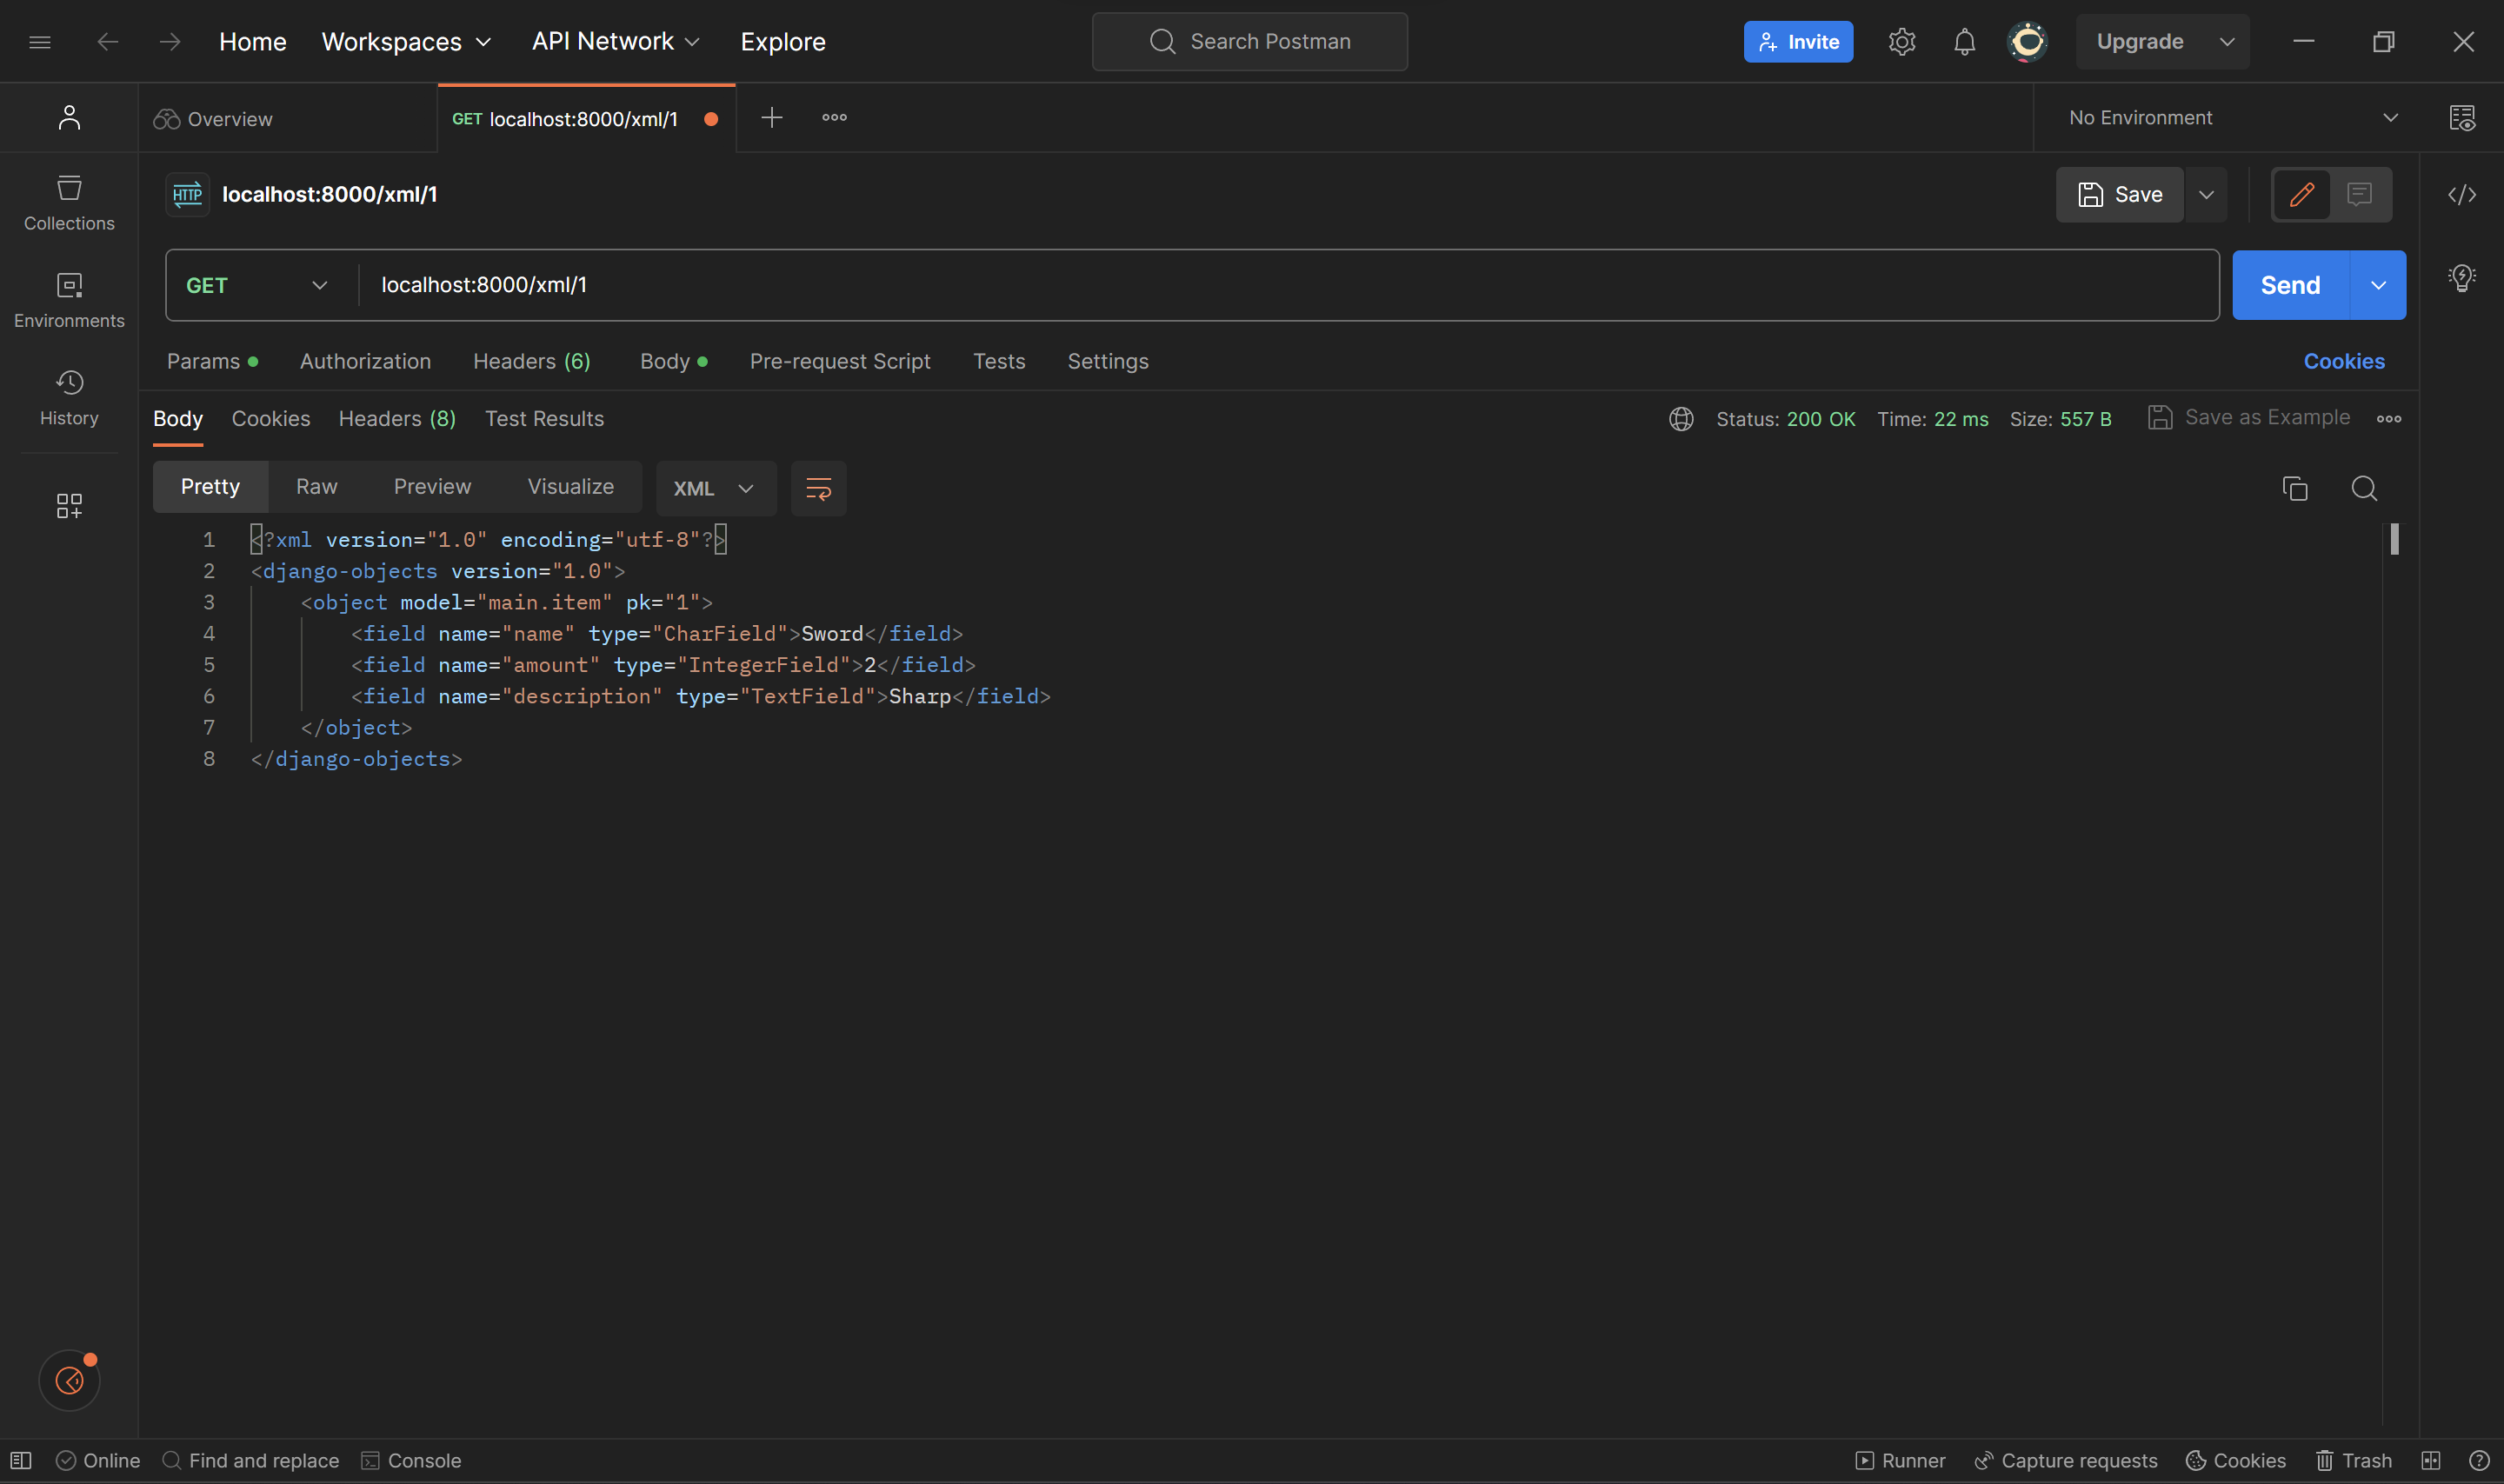 Home Workspaces API Network Explore Search Postman Invite Upgrade
Overview GET localhost:8000/xml/1 No Environment
HTTP localhost:8000/xml/1 Save
Collections
GET localhost:8000/xml/1 Send
Environments
Params Authorization Headers (6) Body Pre-request Script Tests Settings Cookies
History
Body Cookies Headers (8) Test Results Status: 200 OK Time: 22 ms Size: 557 B Save as Example
Pretty Raw Preview Visualize XML
1 <?xml version="1.0" encoding="utf-8"?>
2 <django-objects version="1.0">
3 <object model="main.item" pk="1">
4 <field name="name" type="CharField">Sword</field>
5 <field name="amount" type="IntegerField">2</field>
6 <field name="description" type="TextField">Sharp</field>
7 </object>
8 </django-objects>
Online Find and replace Console Runner Capture requests Cookies Trash